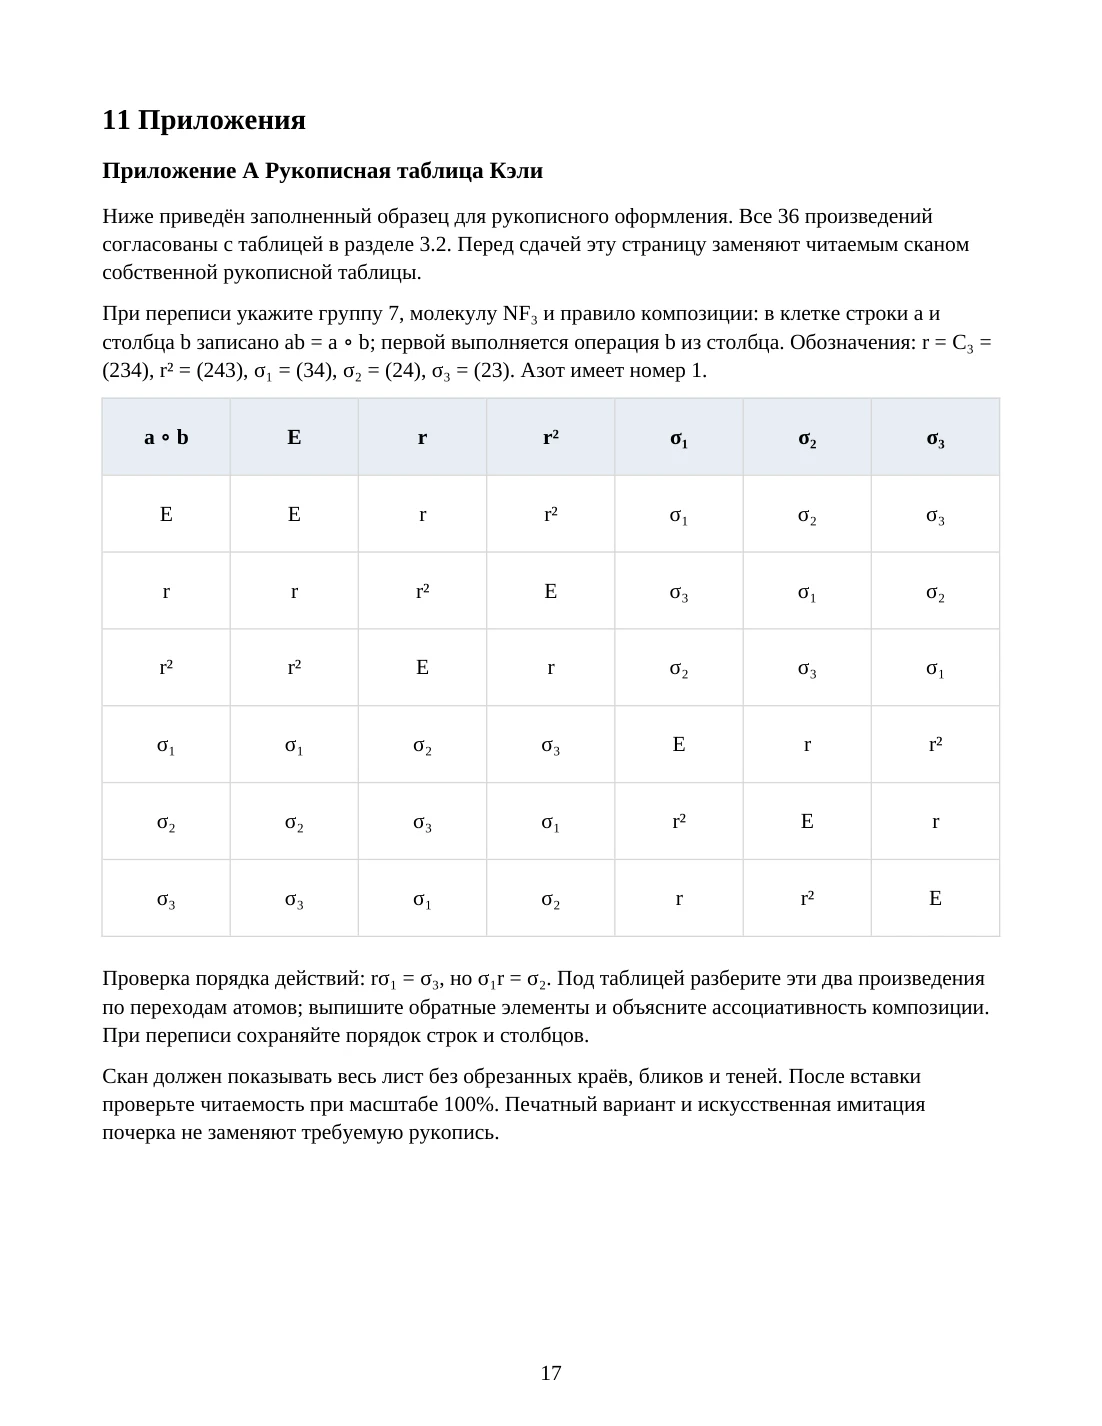 11 Приложения
Приложение А Рукописная таблица Кэли
Ниже приведён заполненный образец для рукописного оформления. Все 36 произведений
согласованы с таблицей в разделе 3.2. Перед сдачей эту страницу заменяют читаемым сканом
собственной рукописной таблицы.
При переписи укажите группу 7, молекулу NF₃ и правило композиции: в клетке строки a и
столбца b записано ab = a ∘ b; первой выполняется операция b из столбца. Обозначения: r = C₃ =
(234), r² = (243), σ₁ = (34), σ₂ = (24), σ₃ = (23). Азот имеет номер 1.
a ∘ b E r r² σ₁ σ₂ σ₃
E E r r² σ₁ σ₂ σ₃
r r r² E σ₃ σ₁ σ₂
r² r² E r σ₂ σ₃ σ₁
σ₁ σ₁ σ₂ σ₃ E r r²
σ₂ σ₂ σ₃ σ₁ r² E r
σ₃ σ₃ σ₁ σ₂ r r² E
Проверка порядка действий: rσ₁ = σ₃, но σ₁r = σ₂. Под таблицей разберите эти два произведения
по переходам атомов; выпишите обратные элементы и объясните ассоциативность композиции.
При переписи сохраняйте порядок строк и столбцов.
Скан должен показывать весь лист без обрезанных краёв, бликов и теней. После вставки
проверьте читаемость при масштабе 100%. Печатный вариант и искусственная имитация
почерка не заменяют требуемую рукопись.
17